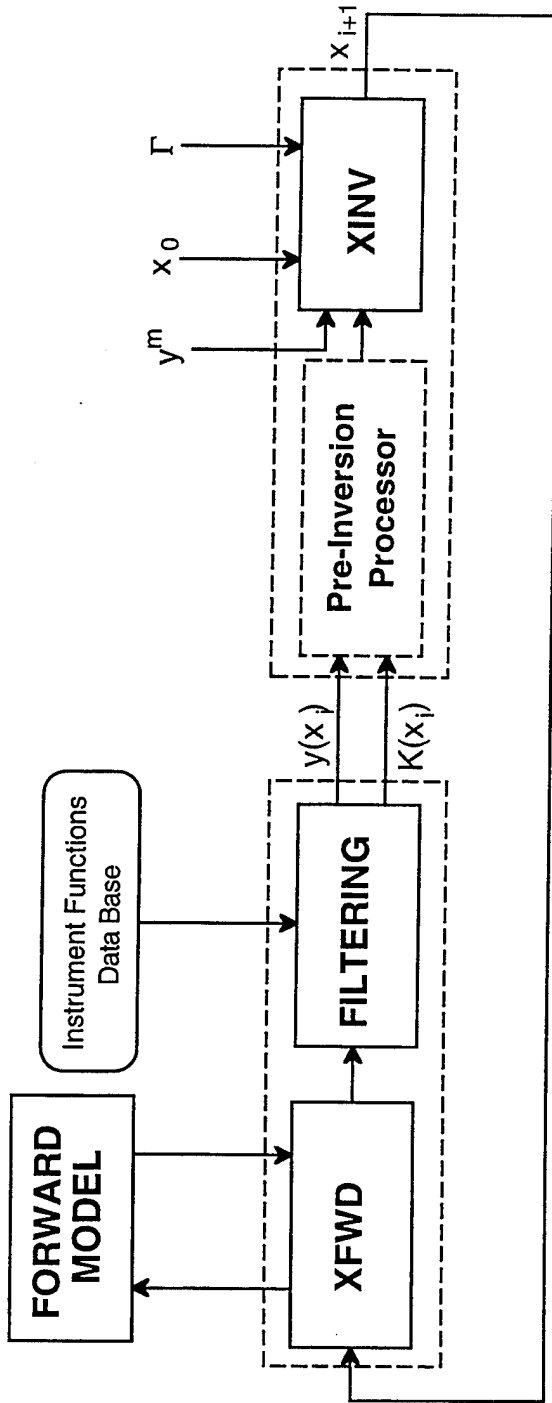 FORWARD
MODEL
Instrument Functions
Data Base
XFWD
FILTERING
y(x_i)
K(x_i)
Pre-Inversion
Processor
y^m
x_0
Γ
XINV
x_{i+1}